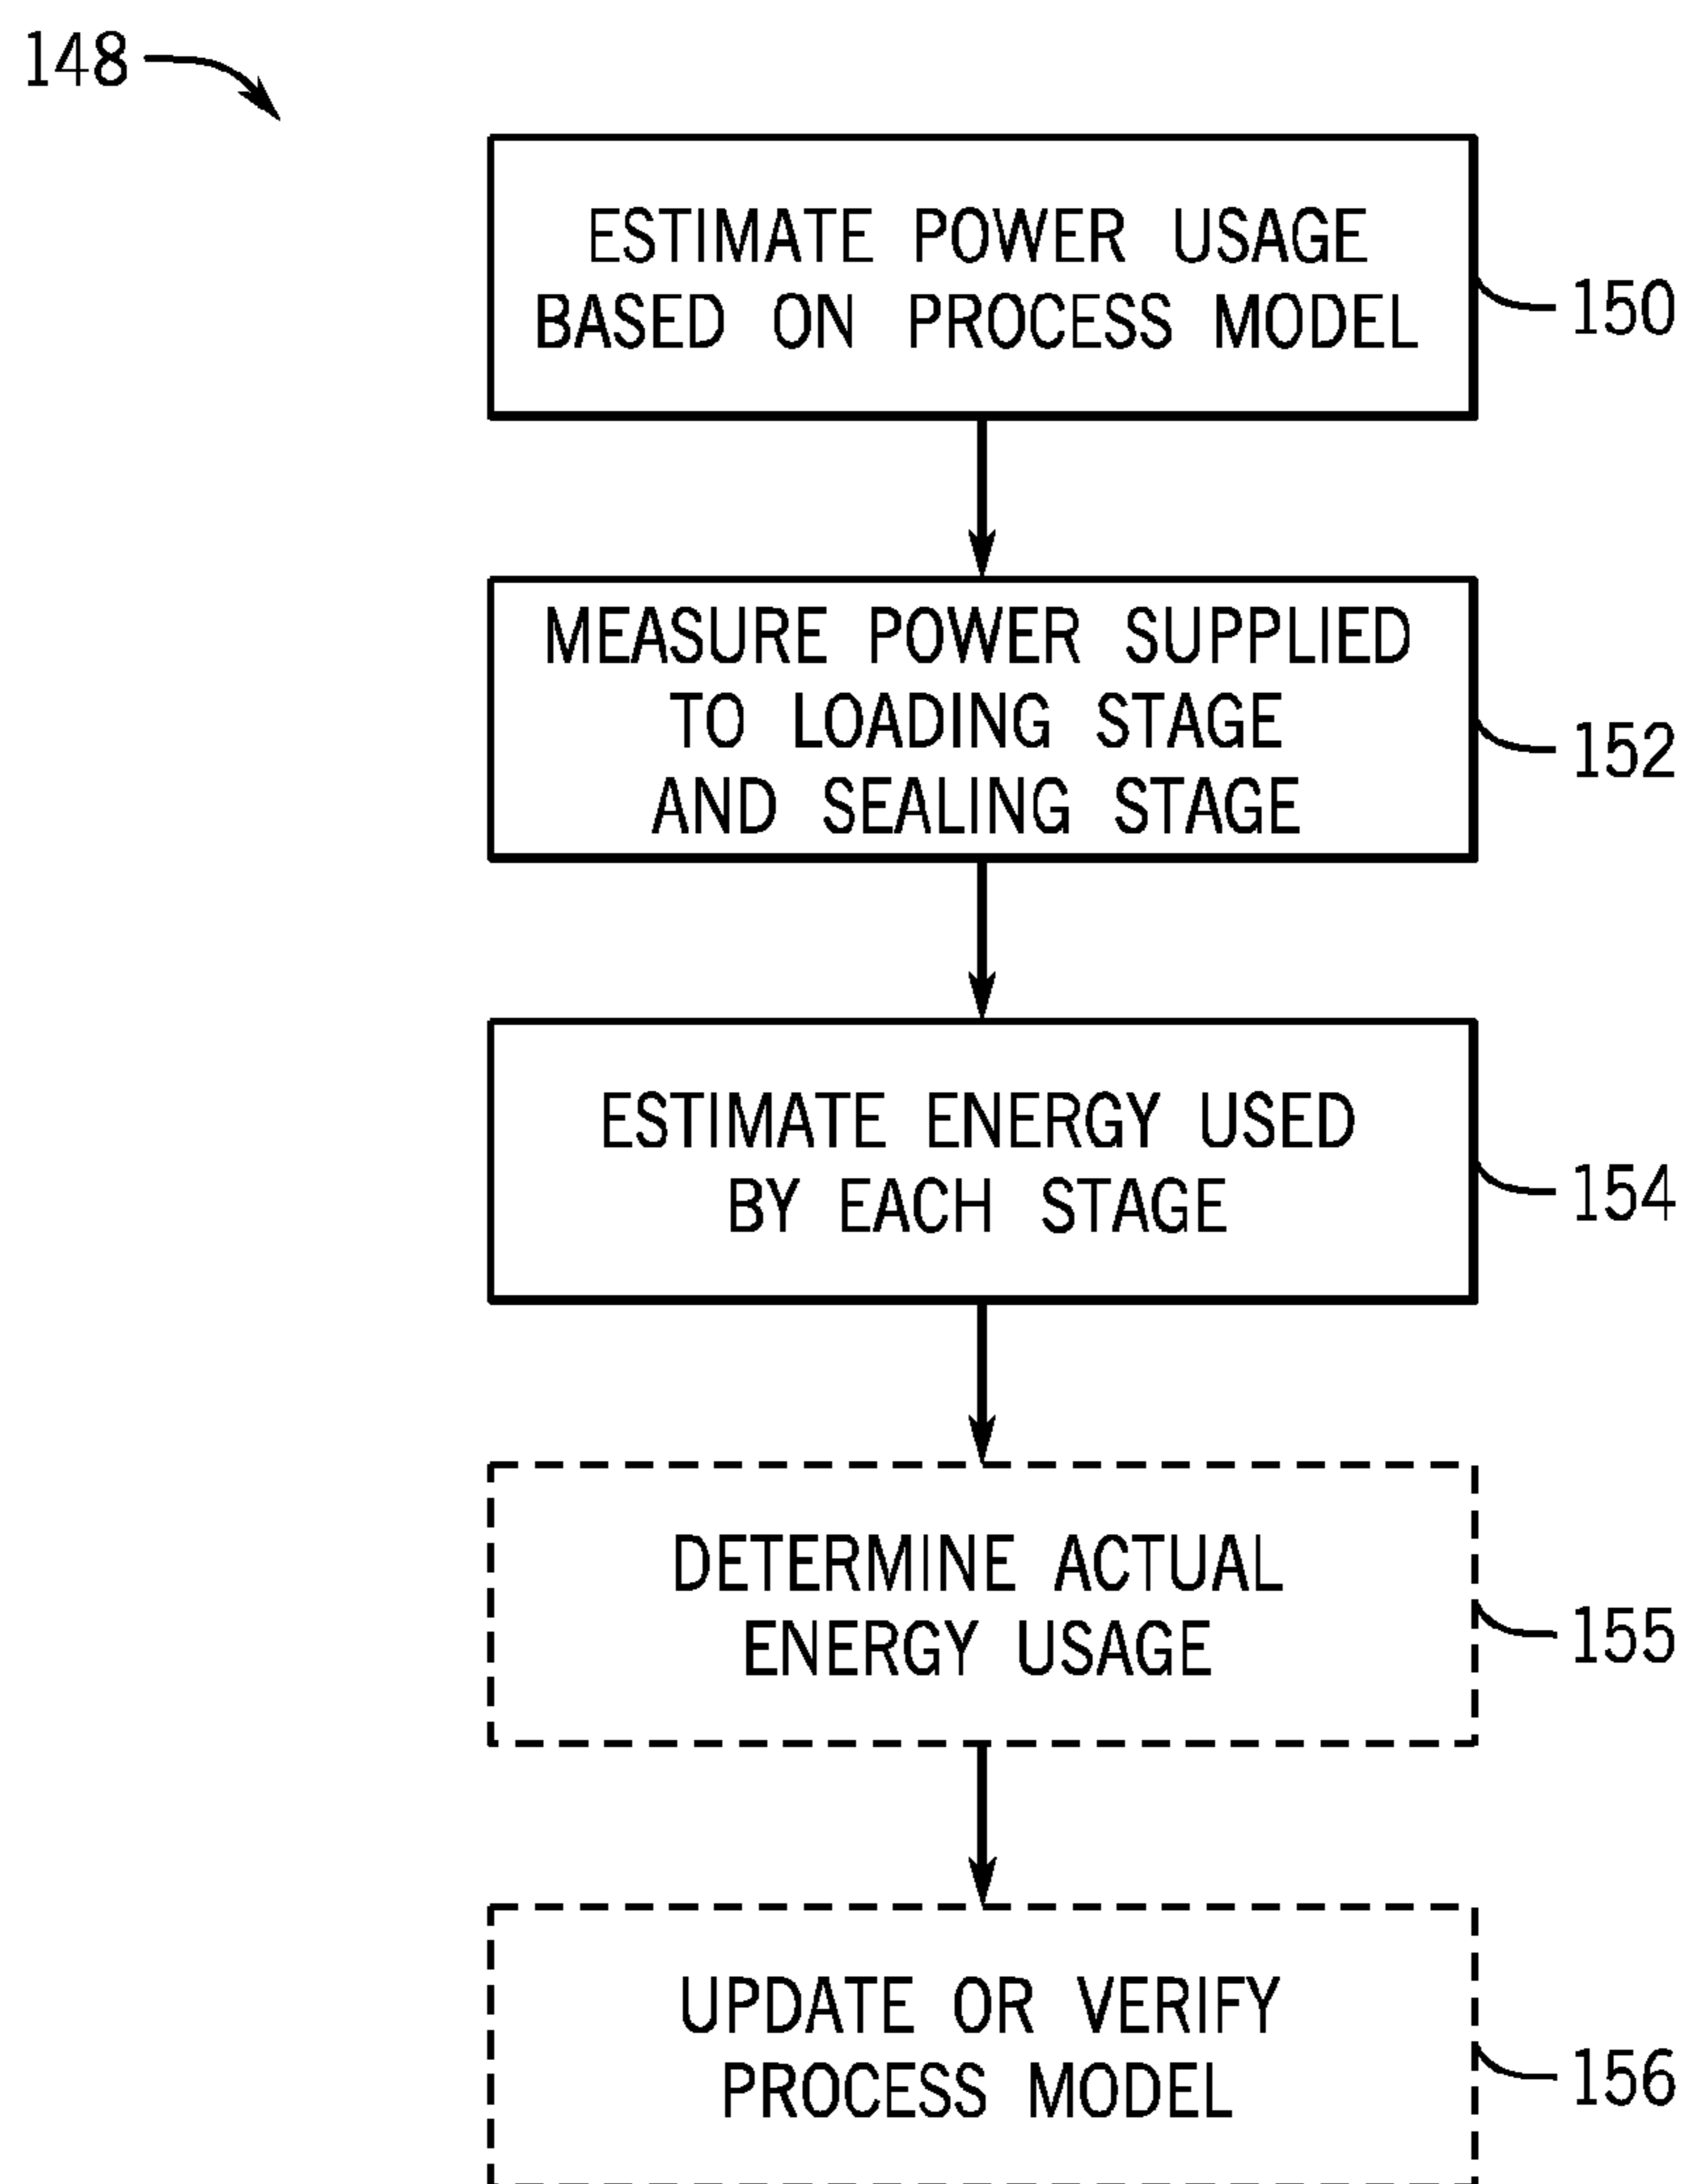 148
ESTIMATE POWER USAGE
BASED ON PROCESS MODEL
150
MEASURE POWER SUPPLIED
TO LOADING STAGE
AND SEALING STAGE
152
ESTIMATE ENERGY USED
BY EACH STAGE
154
DETERMINE ACTUAL
ENERGY USAGE
155
UPDATE OR VERIFY
PROCESS MODEL
156